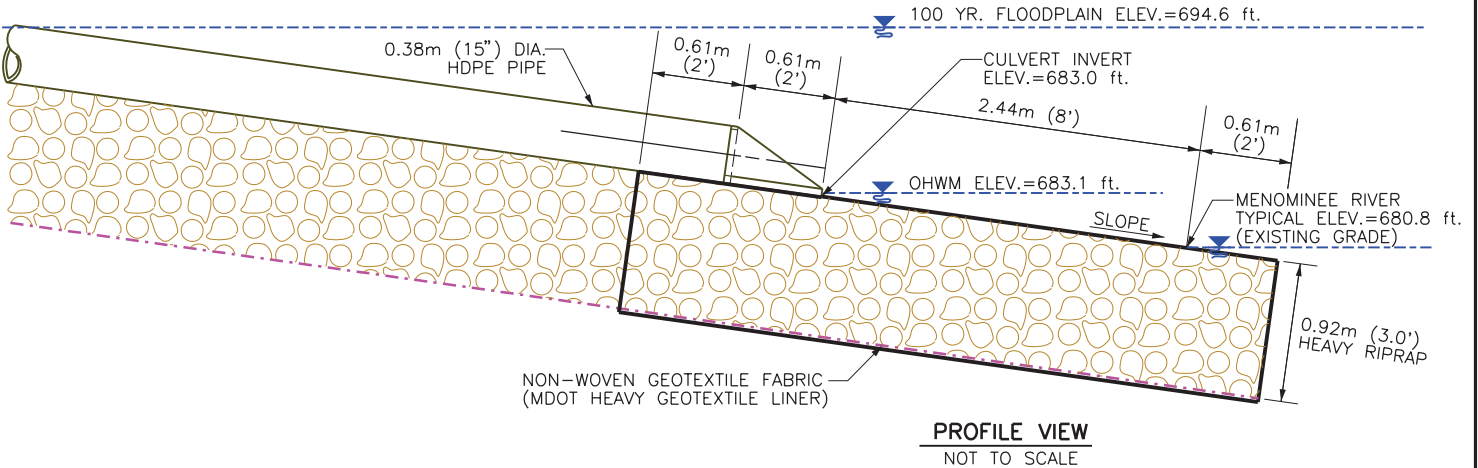 100 YR. FLOODPLAIN ELEV.=694.6 ft.
0.38m (15”) DIA.
HDPE PIPE
0.61m
(2')
0.61m
(2')
CULVERT INVERT
ELEV.=683.0 ft.
2.44m (8')
0.61m
(2')
OHWM ELEV.=683.1 ft.
MENOMINEE RIVER
TYPICAL ELEV.=680.8 ft.
(EXISTING GRADE)
SLOPE
0.92m (3.0')
HEAVY RIPRAP
NON-WOVEN GEOTEXTILE FABRIC
(MDOT HEAVY GEOTEXTILE LINER)
PROFILE VIEW
NOT TO SCALE